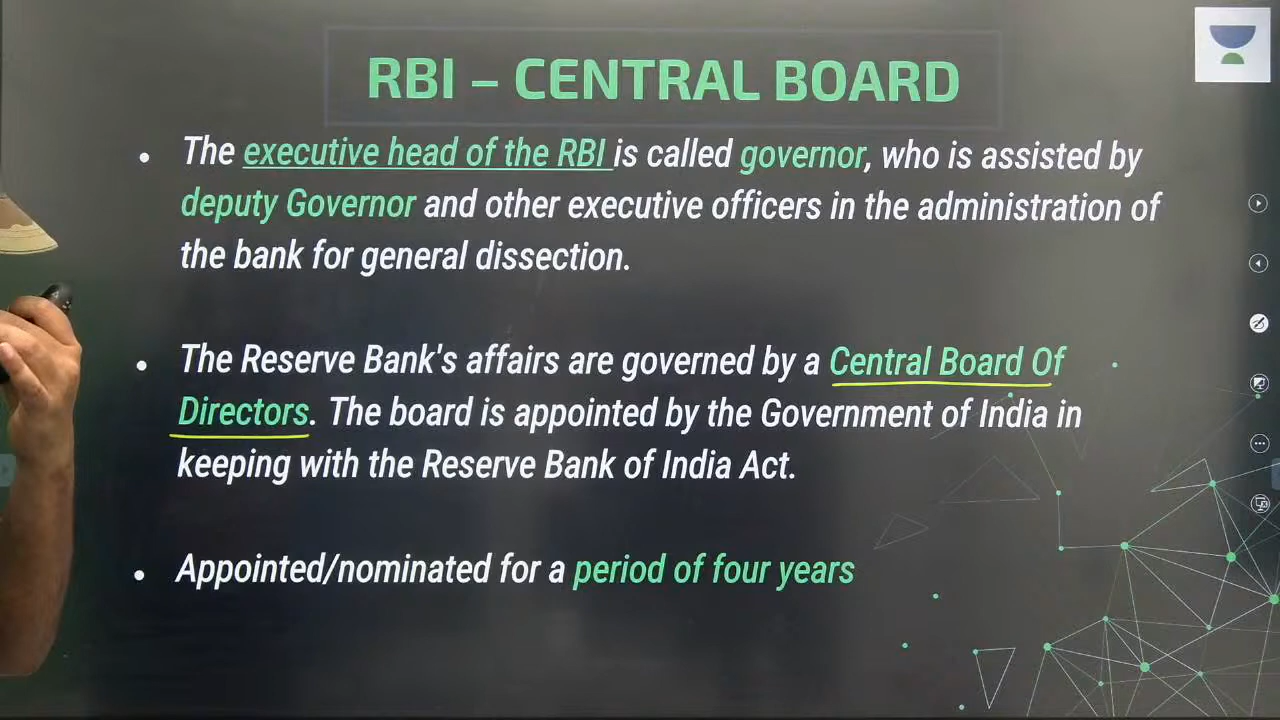 RBI – CENTRAL BOARD
The executive head of the RBI is called governor, who is assisted by
deputy Governor and other executive officers in the administration of
the bank for general dissection.
The Reserve Bank's affairs are governed by a Central Board Of
Directors. The board is appointed by the Government of India in
keeping with the Reserve Bank of India Act.
Appointed/nominated for a period of four years